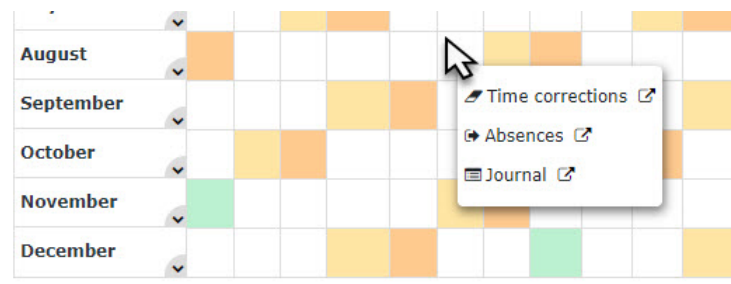 August
September
October
November
December
Time corrections
Absences
Journal